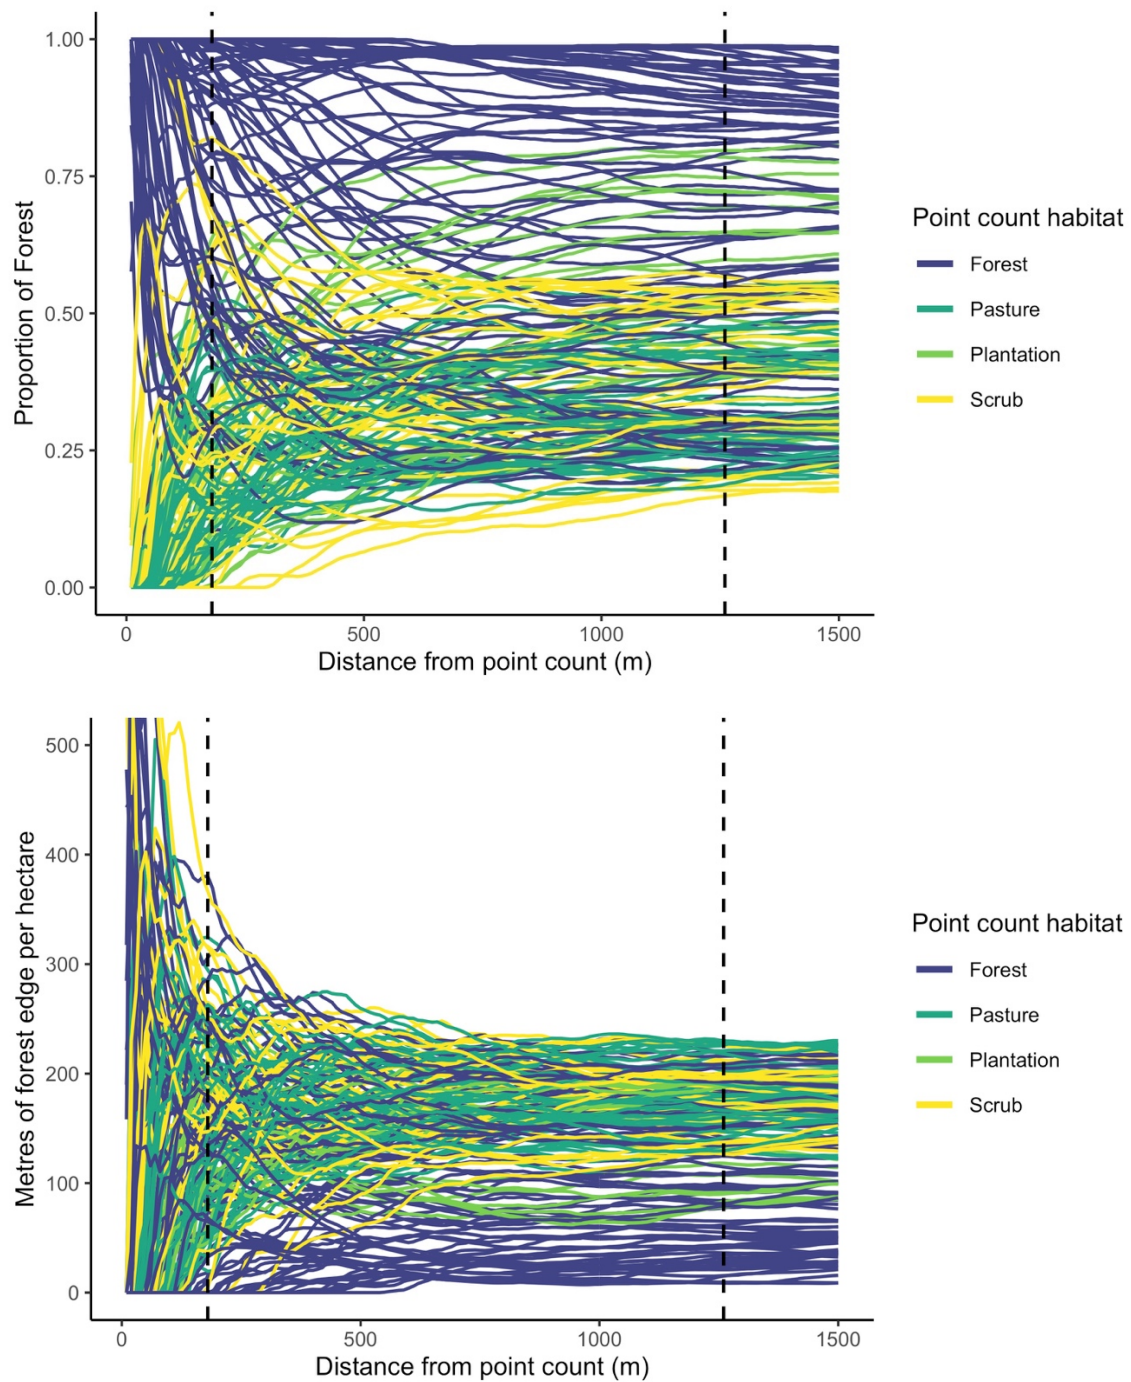 1.00
0.75
0.50
0.25
0.00
Proportion of Forest
0
500
1000
1500
Distance from point count (m)
Point count habitat
Forest
Pasture
Plantation
Scrub
500
400
300
200
100
0
Metres of forest edge per hectare
0
500
1000
1500
Distance from point count (m)
Point count habitat
Forest
Pasture
Plantation
Scrub